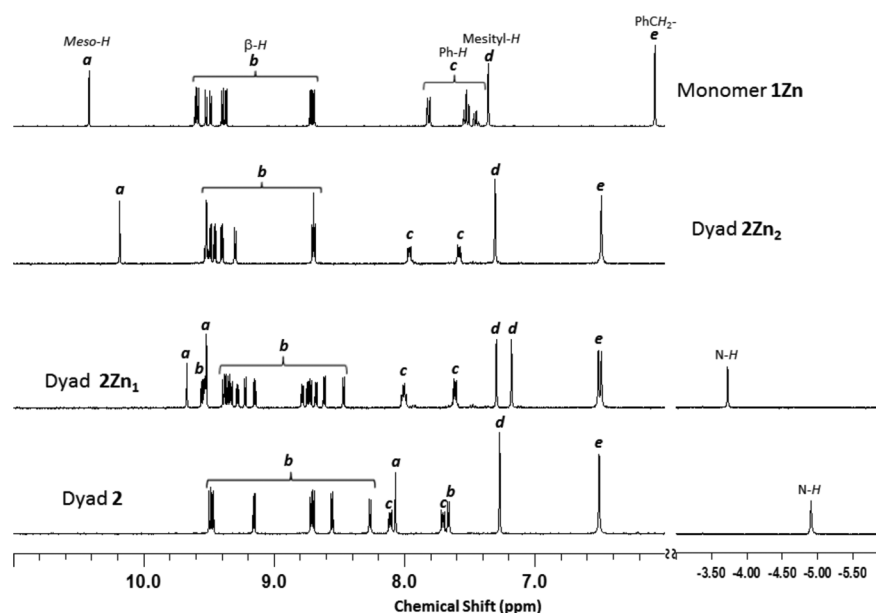 Meso-H
a
β-H
b
Ph-H
c
Mesityl-H
d
PhCH₂-
e
Monomer 1Zn
a
b
c
c
d
e
Dyad 2Zn₂
Dyad 2Zn₁
a
b
a
b
c
c
d
d
e
N-H
Dyad 2
b
c
a
c
b
d
e
N-H
10.0 9.0 8.0 7.0 -3.50 -4.00 -4.50 -5.00 -5.50
Chemical Shift (ppm)